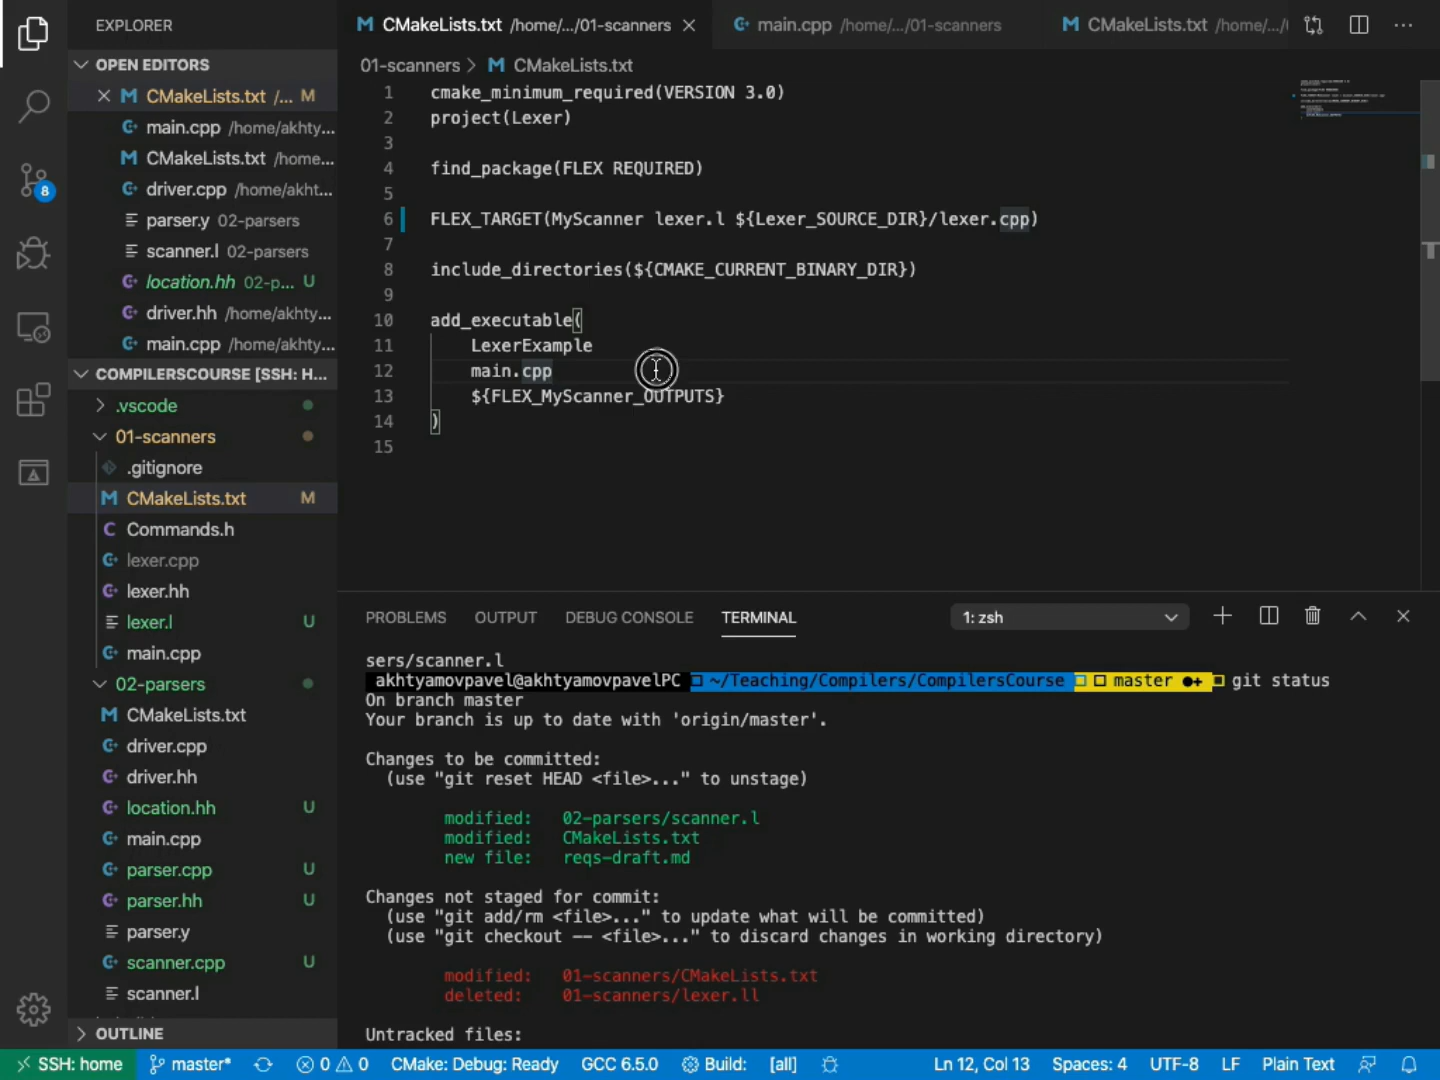 EXPLORER
CMakeLists.txt /home/.../01-scanners
main.cpp /home/.../01-scanners
CMakeLists.txt /home/.../
OPEN EDITORS
CMakeLists.txt /... M
main.cpp /home/akhty...
CMakeLists.txt /home...
driver.cpp /home/akht...
parser.y 02-parsers
scanner.l 02-parsers
location.hh 02-p... U
driver.hh /home/akhty...
main.cpp /home/akhty...
COMPILERSCOURSE [SSH: H...
.vscode
01-scanners
.gitignore
CMakeLists.txt M
Commands.h
lexer.cpp
lexer.hh
lexer.l U
main.cpp
02-parsers
CMakeLists.txt
driver.cpp
driver.hh
location.hh U
main.cpp
parser.cpp U
parser.hh U
parser.y
scanner.cpp U
scanner.l
OUTLINE
8
01-scanners > CMakeLists.txt
1 cmake_minimum_required(VERSION 3.0)
2 project(Lexer)
3
4 find_package(FLEX REQUIRED)
5
6 FLEX_TARGET(MyScanner lexer.l ${Lexer_SOURCE_DIR}/lexer.cpp)
7
8 include_directories(${CMAKE_CURRENT_BINARY_DIR})
9
10 add_executable(
11 LexerExample
12 main.cpp
13 ${FLEX_MyScanner_OUTPUTS}
14 )
15
PROBLEMS OUTPUT DEBUG CONSOLE TERMINAL 1: zsh
sers/scanner.l
akhtyamovpavel@akhtyamovpavelPC ~/Teaching/Compilers/CompilersCourse master ●+ git status
On branch master
Your branch is up to date with 'origin/master'.
Changes to be committed:
(use "git reset HEAD <file>..." to unstage)
modified: 02-parsers/scanner.l
modified: CMakeLists.txt
new file: reqs-draft.md
Changes not staged for commit:
(use "git add/rm <file>..." to update what will be committed)
(use "git checkout -- <file>..." to discard changes in working directory)
modified: 01-scanners/CMakeLists.txt
deleted: 01-scanners/lexer.ll
Untracked files:
SSH: home master* 0 0 CMake: Debug: Ready GCC 6.5.0 Build: [all] Ln 12, Col 13 Spaces: 4 UTF-8 LF Plain Text